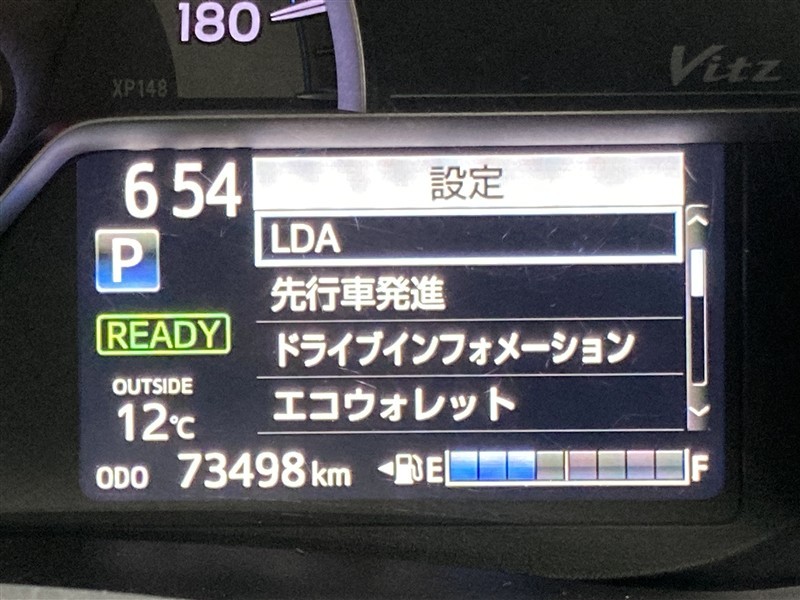 180
XP148
Vitz
6 54
設定
LDA
P
先行車発進
READY
ドライブインフォメーション
OUTSIDE
12℃
エコウォレット
ODO 73498 km
E F